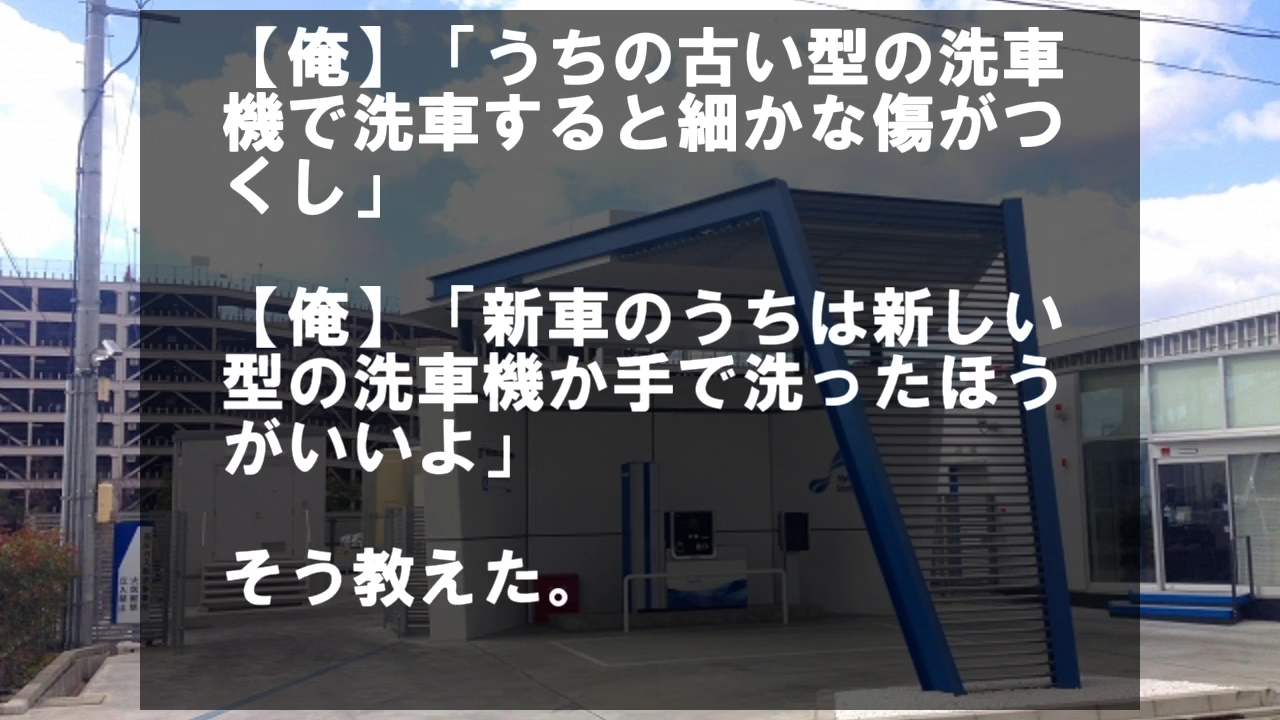 【俺】「うちの古い型の洗車
機で洗車すると細かな傷がつ
くし」
【俺】「新車のうちは新しい
型の洗車機か手で洗ったほう
がいいよ」
そう教えた。